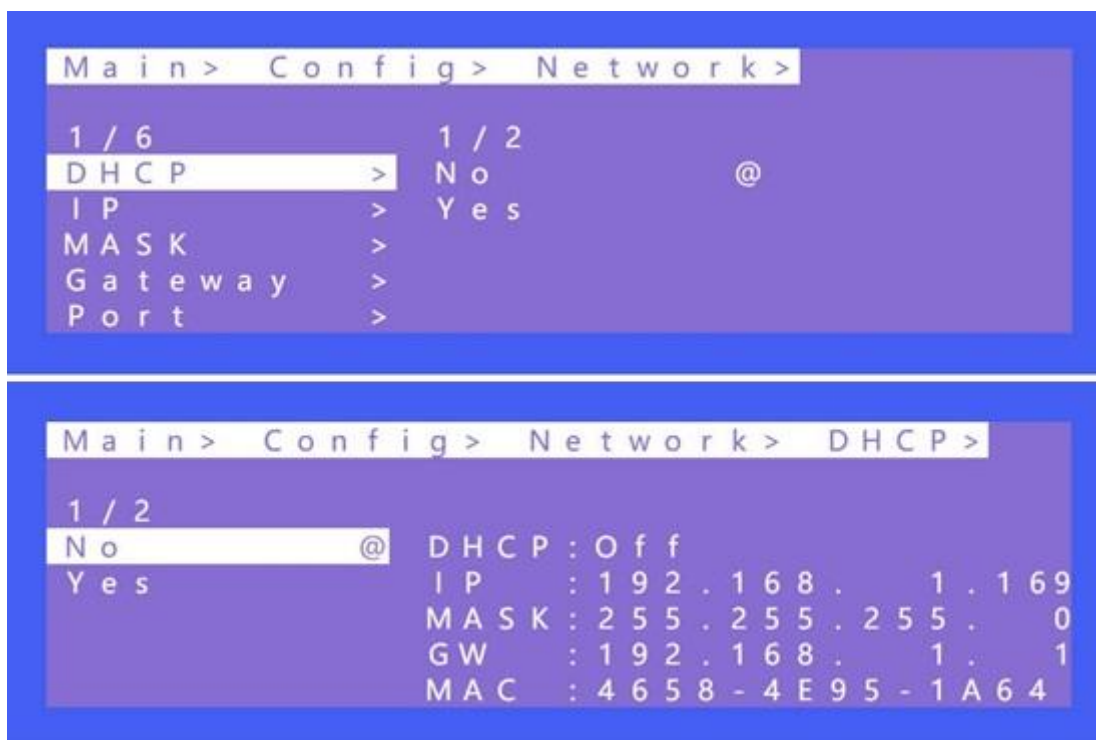 Main> Config> Network>
1/6 1/2
DHCP > No @
IP > Yes
MASK >
Gateway >
Port >
Main> Config> Network> DHCP>
1/2
No @ DHCP:Off
Yes IP :192.168. 1.169
MASK:255.255.255. 0
GW :192.168. 1. 1
MAC :4658-4E95-1A64